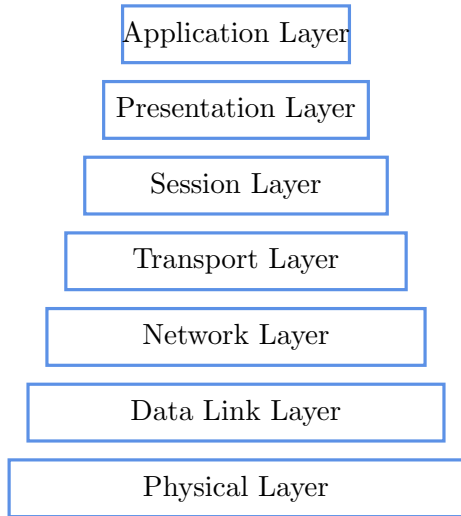 Application Layer
Presentation Layer
Session Layer
Transport Layer
Network Layer
Data Link Layer
Physical Layer